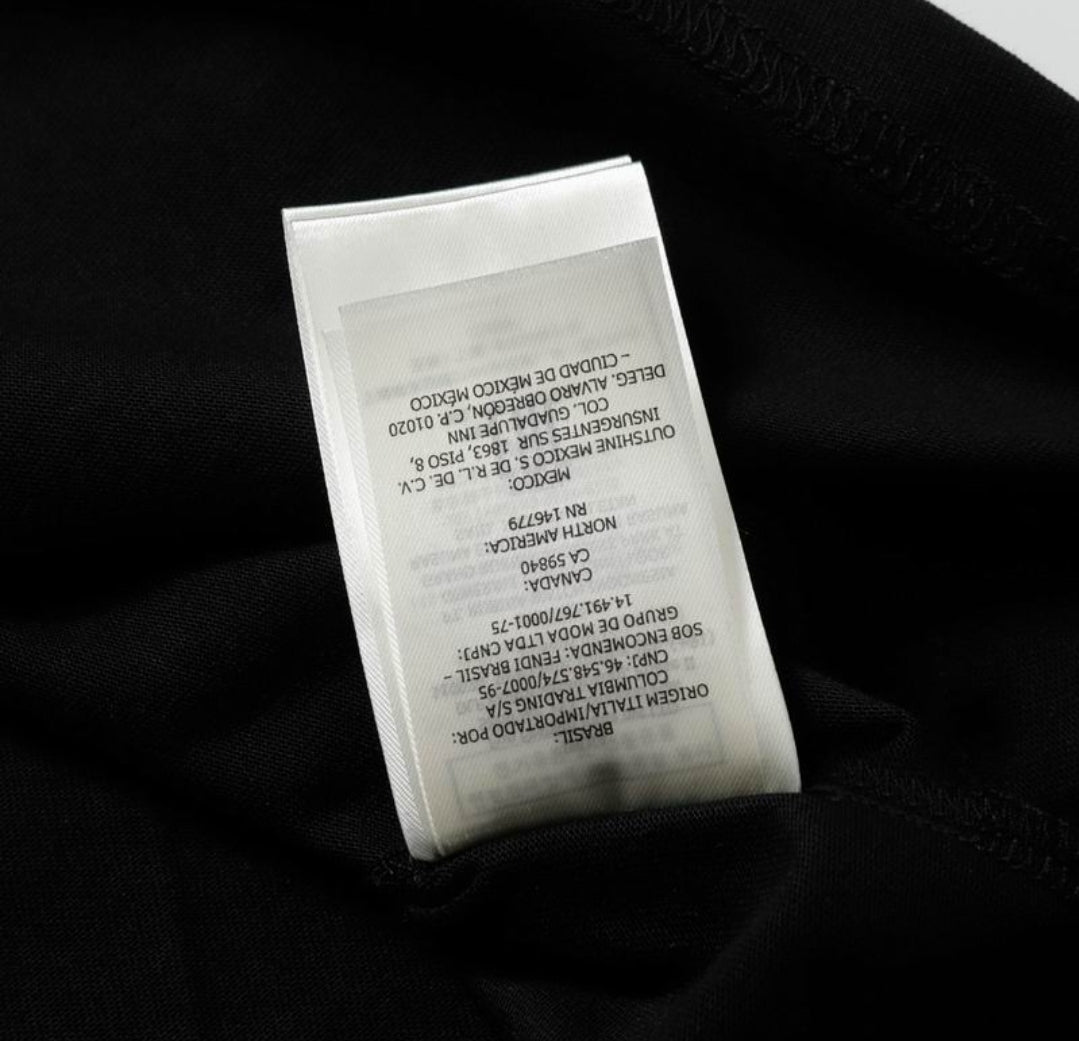 BRASIL:
ORIGEM ITALIA/IMPORTADO POR:
COLUMBIA TRADING S/A
CNPJ: 46.548.574/0007-95
SOB ENCOMENDA: FENDI BRASIL –
GRUPO DE MODA LTDA CNPJ:
14.491.767/0001-75
CANADA:
CA 59840
NORTH AMERICA:
RN 146779
MEXICO:
OUTSHINE MEXICO S. DE R.L. DE. C.V.
INSURGENTES SUR 1863, PISO 8,
COL. GUADALUPE INN
DELEG. ALVARO OBREGÓN, C.P. 01020
– CIUDAD DE MÉXICO MÉXICO